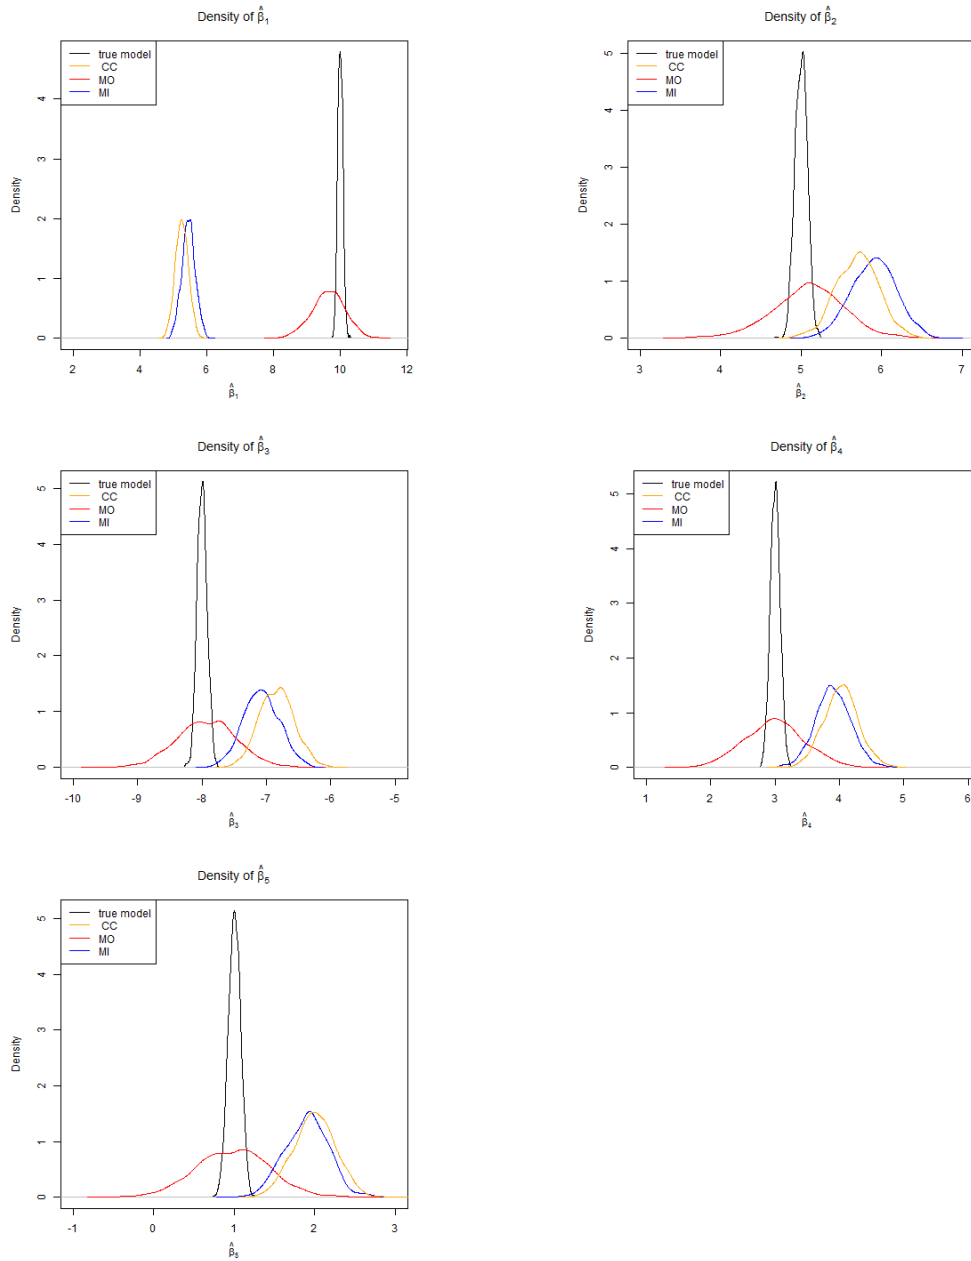 Density of β̂1
true model
CC
MO
MI
Density
0 1 2 3 4
2 4 6 8 10 12
β̂1
Density of β̂2
true model
CC
MO
MI
Density
0 1 2 3 4 5
3 4 5 6 7
β̂2
Density of β̂3
true model
CC
MO
MI
Density
0 1 2 3 4 5
-10 -9 -8 -7 -6 -5
β̂3
Density of β̂4
true model
CC
MO
MI
Density
0 1 2 3 4 5
1 2 3 4 5 6
β̂4
Density of β̂5
true model
CC
MO
MI
Density
0 1 2 3 4 5
-1 0 1 2 3
β̂5